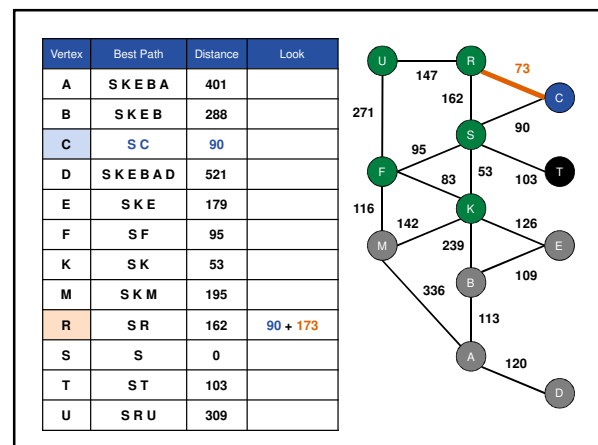 Vertex Best Path Distance Look
A S K E B A 401
B S K E B 288
C S C 90
D S K E B A D 521
E S K E 179
F S F 95
K S K 53
M S K M 195
R S R 162 90 + 173
S S 0
T S T 103
U S R U 309
U R 73
147
C
271 162
90
S
95
53 103 T
F
83
K
116 142 126
M 239 E
B 109
336
113
A
120
D